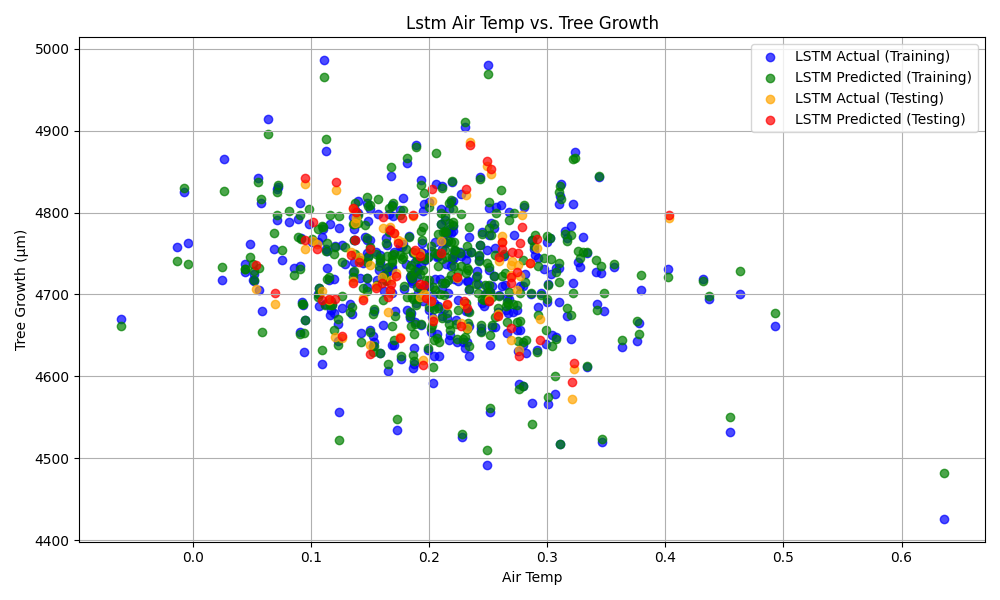 Lstm Air Temp vs. Tree Growth
LSTM Actual (Training)
LSTM Predicted (Training)
LSTM Actual (Testing)
LSTM Predicted (Testing)
Tree Growth (μm)
5000
4900
4800
4700
4600
4500
4400
0.0 0.1 0.2 0.3 0.4 0.5 0.6
Air Temp